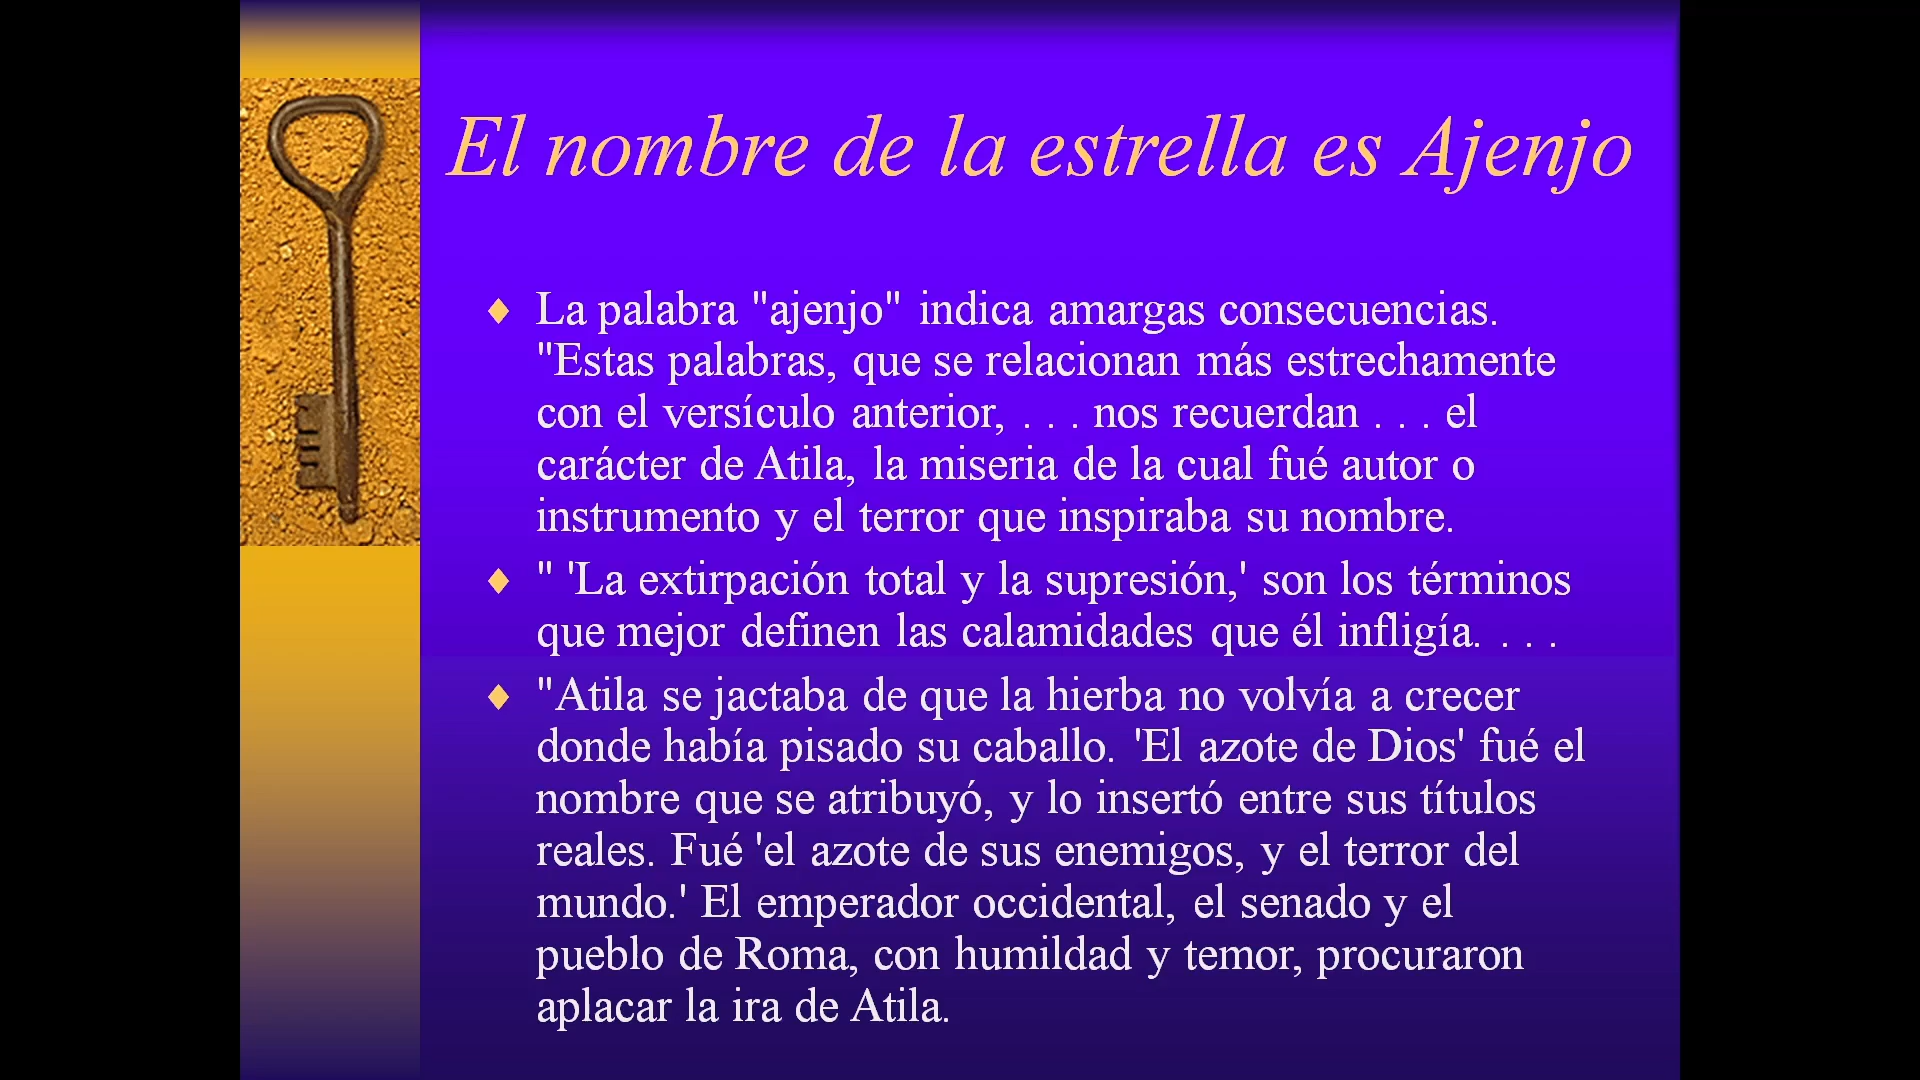 El nombre de la estrella es Ajenjo
La palabra "ajenjo" indica amargas consecuencias.
"Estas palabras, que se relacionan más estrechamente
con el versículo anterior, . . . nos recuerdan . . . el
carácter de Atila, la miseria de la cual fué autor o
instrumento y el terror que inspiraba su nombre.
" 'La extirpación total y la supresión,' son los términos
que mejor definen las calamidades que él infligía. . . .
"Atila se jactaba de que la hierba no volvía a crecer
donde había pisado su caballo. 'El azote de Dios' fué el
nombre que se atribuyó, y lo insertó entre sus títulos
reales. Fué 'el azote de sus enemigos, y el terror del
mundo.' El emperador occidental, el senado y el
pueblo de Roma, con humildad y temor, procuraron
aplacar la ira de Atila.